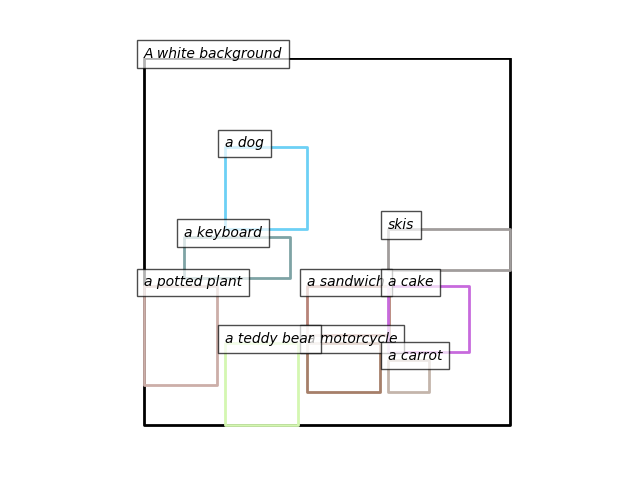 A white background
a dog
skis
a keyboard
a potted plant
a sandwich
a cake
a teddy bear
motorcycle
a carrot